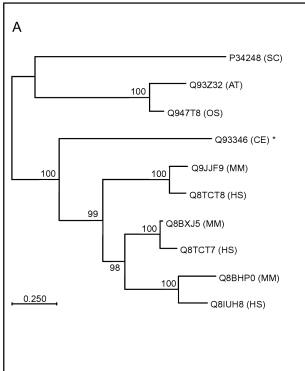 A
P34248 (SC)
Q93Z32 (AT)
100
Q947T8 (OS)
Q93346 (CE) *
Q9JJF9 (MM)
100
100
Q8TCT8 (HS)
99
Q8BXJ5 (MM)
100
Q8TCT7 (HS)
98
Q8BHP0 (MM)
100
0.250
Q8IUH8 (HS)